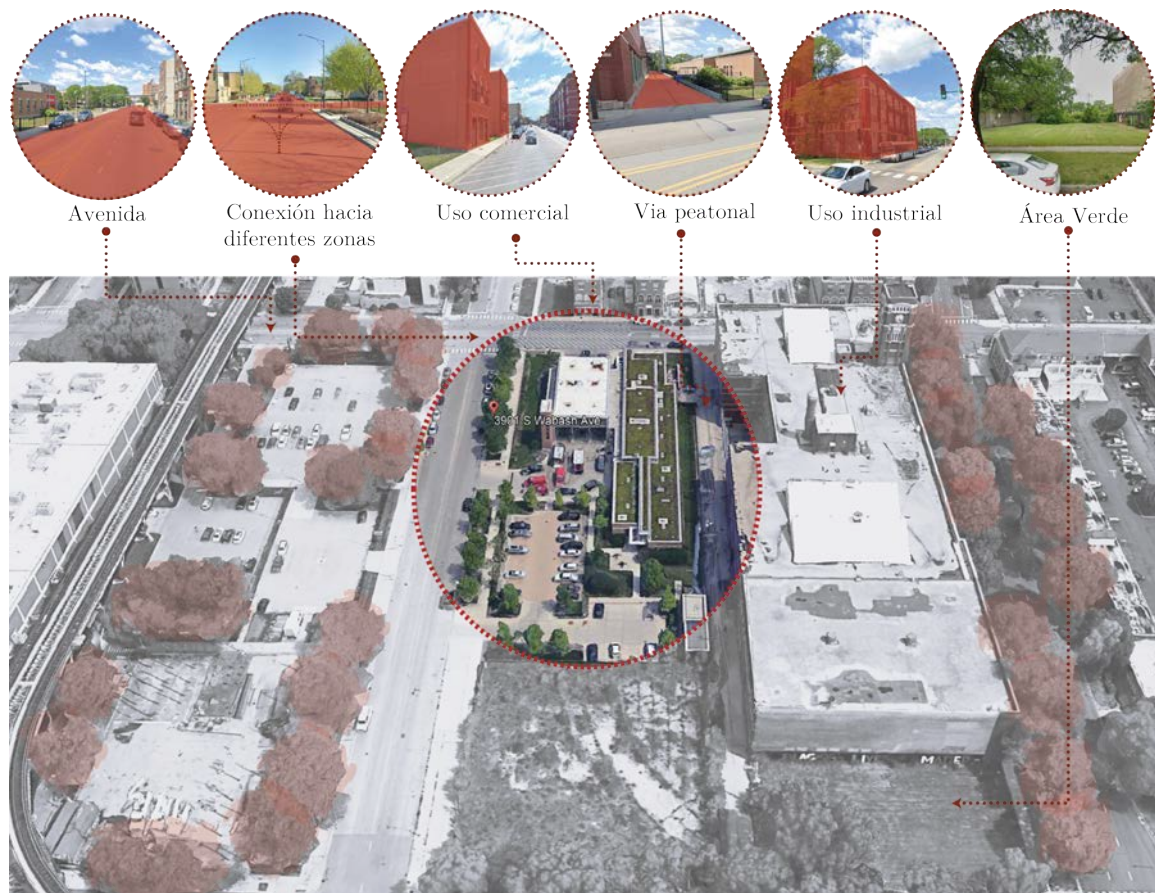 Avenida
Conexión hacia
diferentes zonas
Uso comercial
Via peatonal
Uso industrial
Área Verde
3901 S Wabash Ave